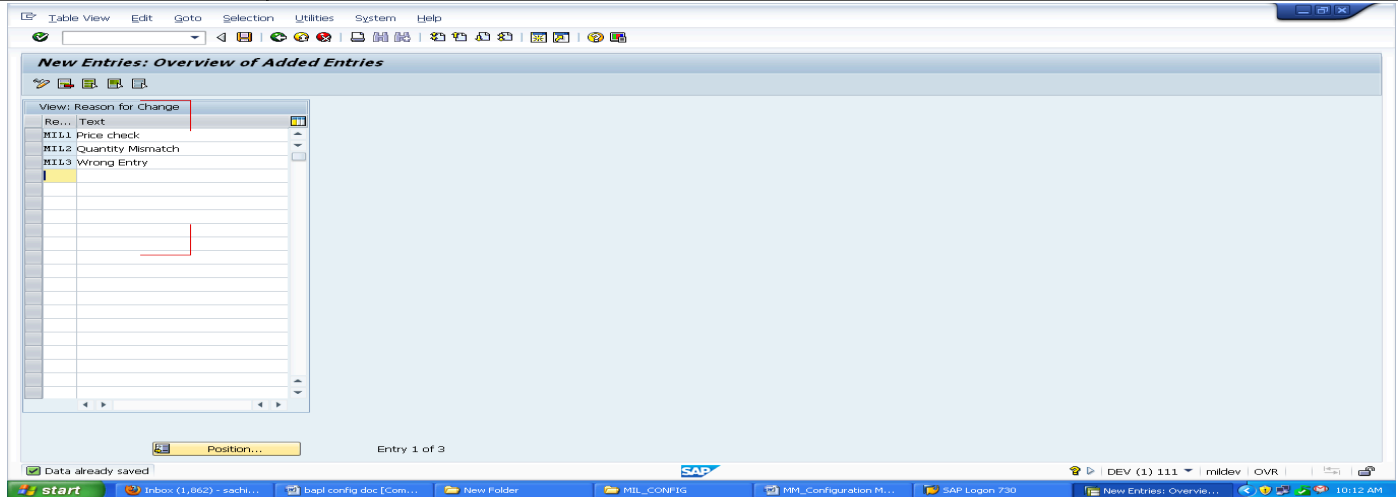 Table View Edit Goto Selection Utilities System Help
New Entries: Overview of Added Entries
View: Reason for Change
Re... Text
MIL1 Price check
MIL2 Quantity Mismatch
MIL3 Wrong Entry
Position... Entry 1 of 3
Data already saved SAP DEV (1) 111 mildev OVR
start Inbox (1,862) - sachi... bapl config doc [Com... New Folder MIL_CONFIG MM_Configuration M... SAP Logon 730 New Entries: Overvie... 10:12 AM